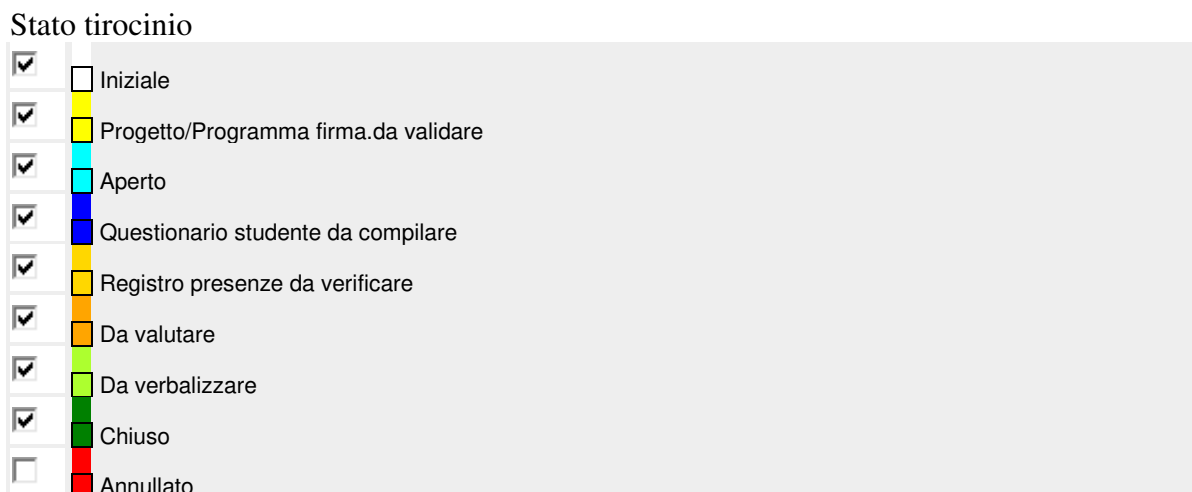 Stato tirocinio
Iniziale
Progetto/Programma firma.da validare
Aperto
Questionario studente da compilare
Registro presenze da verificare
Da valutare
Da verbalizzare
Chiuso
Annullato